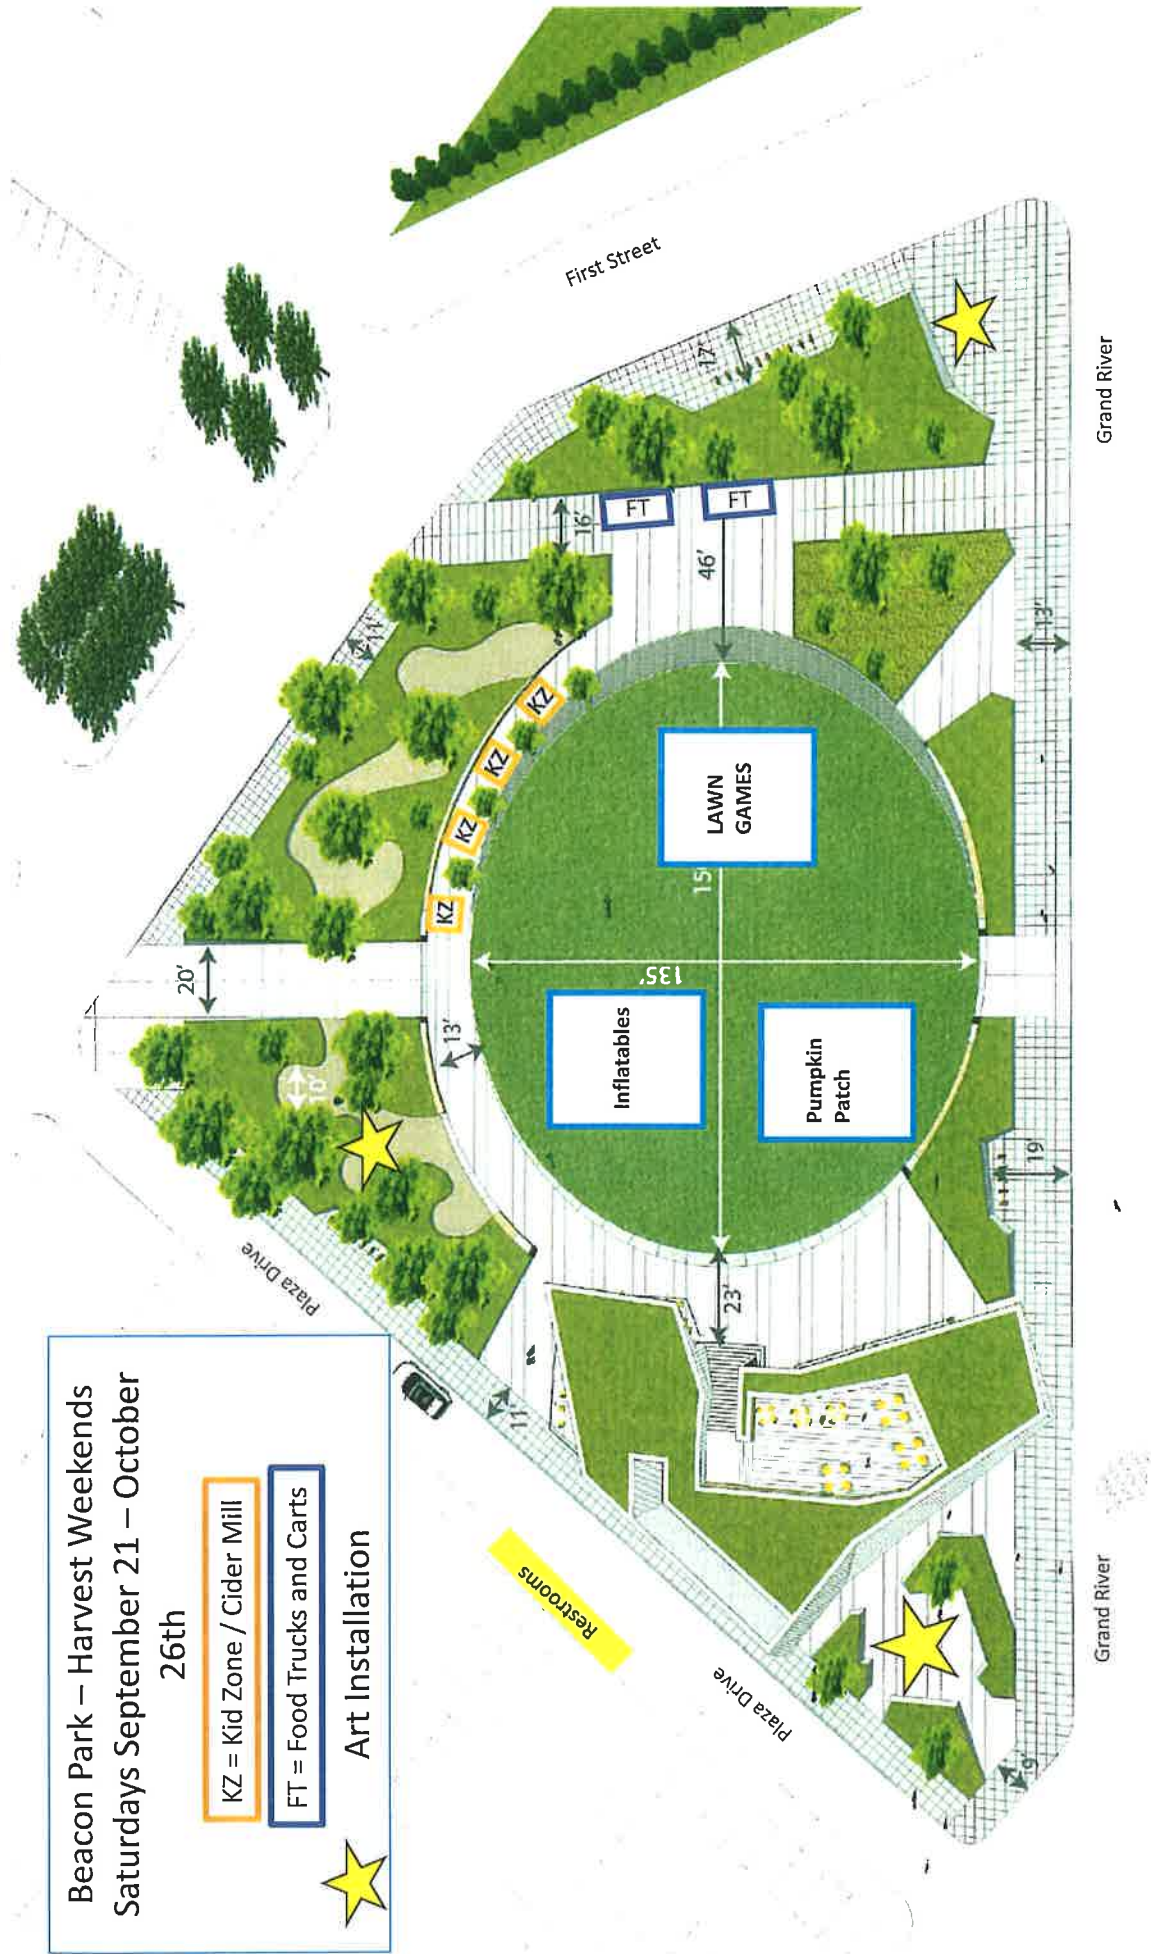 Beacon Park – Harvest Weekends
Saturdays September 21 – October
26th
KZ = Kid Zone / Cider Mill
FT = Food Trucks and Carts
Art Installation
Restrooms
Plaza Drive
Plaza Drive
First Street
Grand River
Grand River
20'
10'
13'
11'
11'
16'
17'
KZ
KZ
KZ
KZ
FT
FT
46'
23'
135'
15
Inflatables
Pumpkin
Patch
LAWN
GAMES
19'
13'